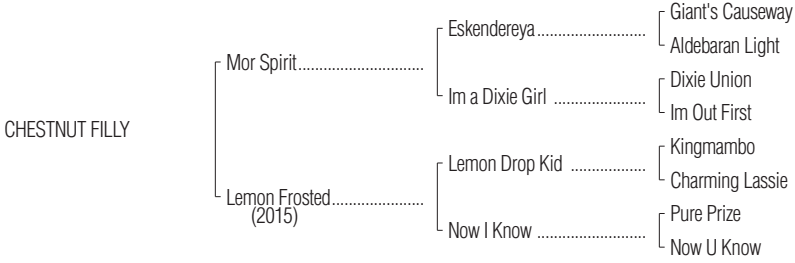 Giant's Causeway
Eskendereya..........................
Aldebaran Light
Mor Spirit..............................
Dixie Union
Im a Dixie Girl ......................
Im Out First
CHESTNUT FILLY
Kingmambo
Lemon Drop Kid ..................
Charming Lassie
Lemon Frosted......................
(2015)
Pure Prize
Now I Know ..........................
Now U Know